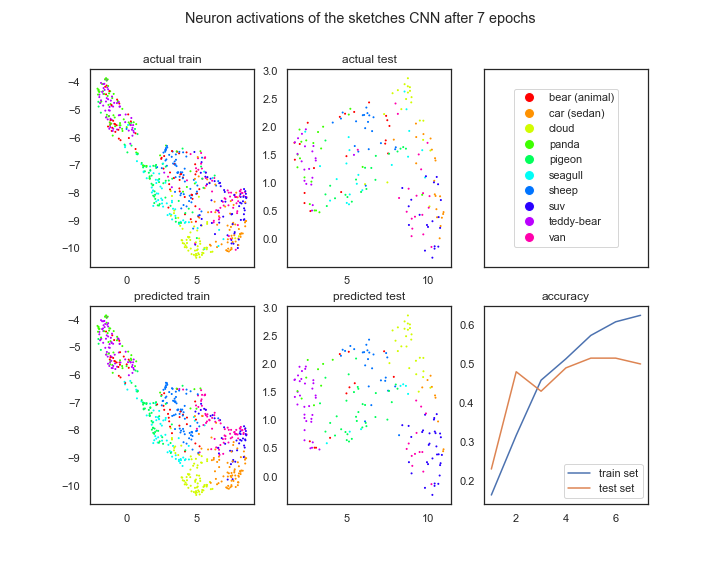 Neuron activations of the sketches CNN after 7 epochs
actual train
−4
−5
−6
−7
−8
−9
−10
0
5
actual test
3.0
2.5
2.0
1.5
1.0
0.5
0.0
5
10
bear (animal)
car (sedan)
cloud
panda
pigeon
seagull
sheep
suv
teddy-bear
van
predicted train
−4
−5
−6
−7
−8
−9
−10
0
5
predicted test
3.0
2.5
2.0
1.5
1.0
0.5
0.0
5
10
accuracy
0.6
0.5
0.4
0.3
0.2
train set
test set
2
4
6